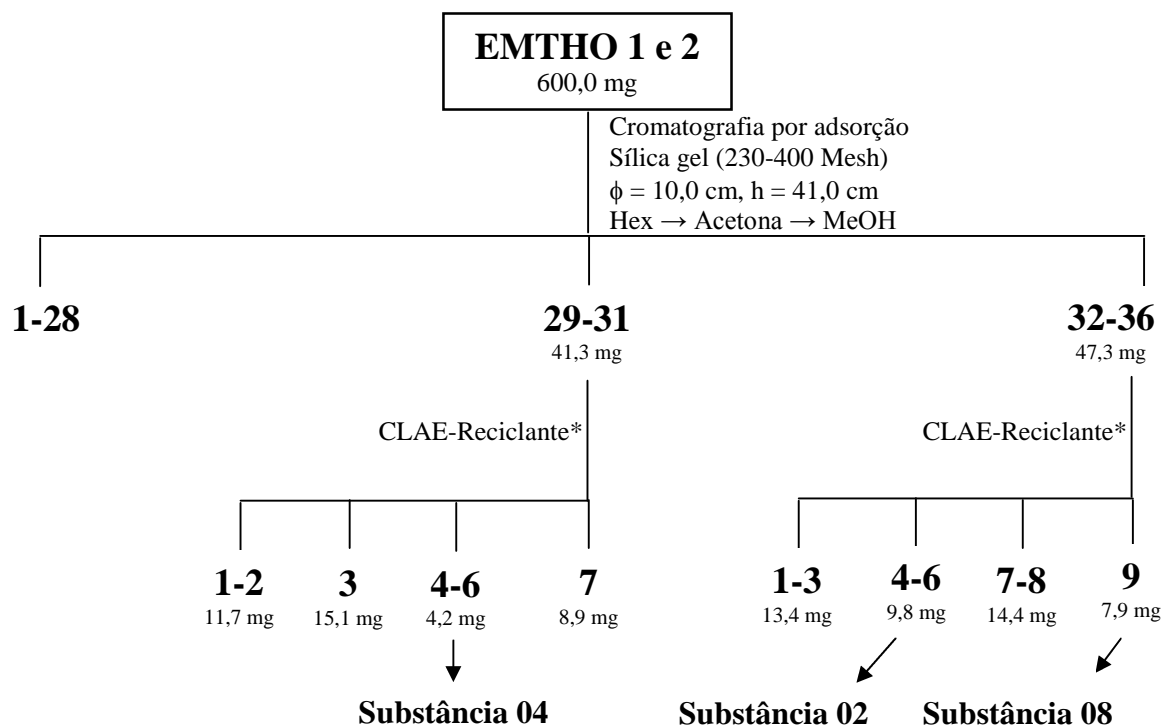 EMTHO 1 e 2
600,0 mg
Cromatografia por adsorção
Sílica gel (230-400 Mesh)
ϕ = 10,0 cm, h = 41,0 cm
Hex → Acetona → MeOH
1-28
29-31
32-36
41,3 mg
47,3 mg
CLAE-Reciclante*
CLAE-Reciclante*
1-2
3
4-6
7
1-3
4-6
7-8
9
11,7 mg
15,1 mg
4,2 mg
8,9 mg
13,4 mg
9,8 mg
14,4 mg
7,9 mg
Substância 04
Substância 02
Substância 08